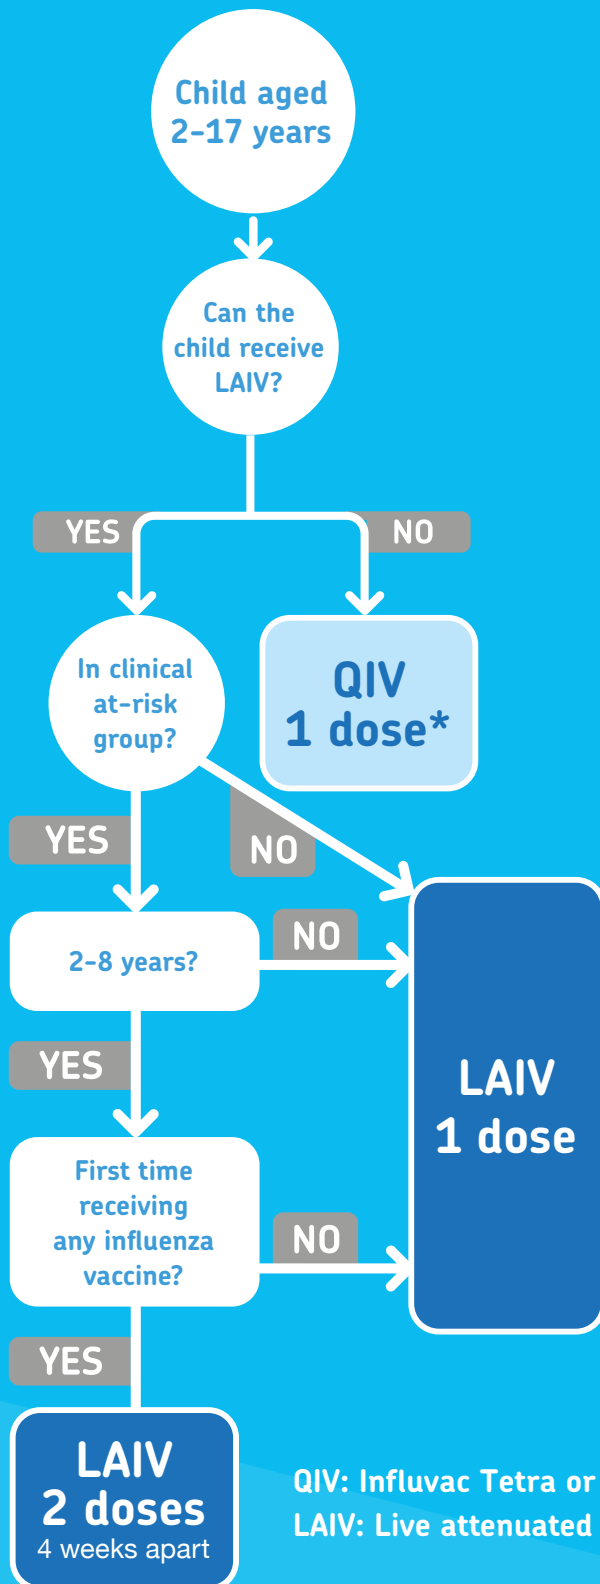 Child aged
2-17 years
Can the
child receive
LAIV?
YES
NO
In clinical
at-risk
group?
QIV
1 dose*
YES
NO
2-8 years?
NO
YES
LAIV
1 dose
First time
receiving
any influenza
vaccine?
NO
YES
LAIV
2 doses
4 weeks apart
QIV: Influvac Tetra or
LAIV: Live attenuated